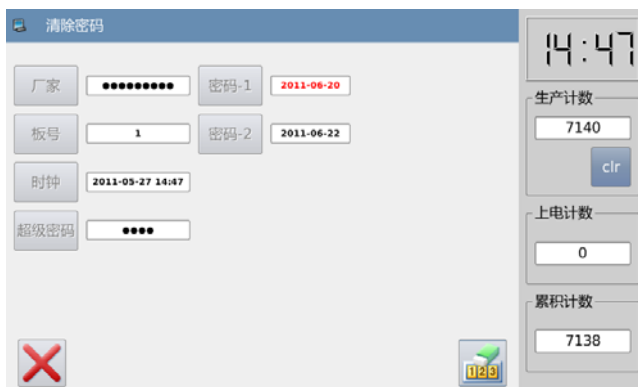 清除密码
14:47
厂家 ●●●●●●●●● 密码-1 2011-06-20
板号 1 密码-2 2011-06-22
时钟 2011-05-27 14:47
超级密码 ●●●●
生产计数
7140
clr
上电计数
0
累积计数
7138
123